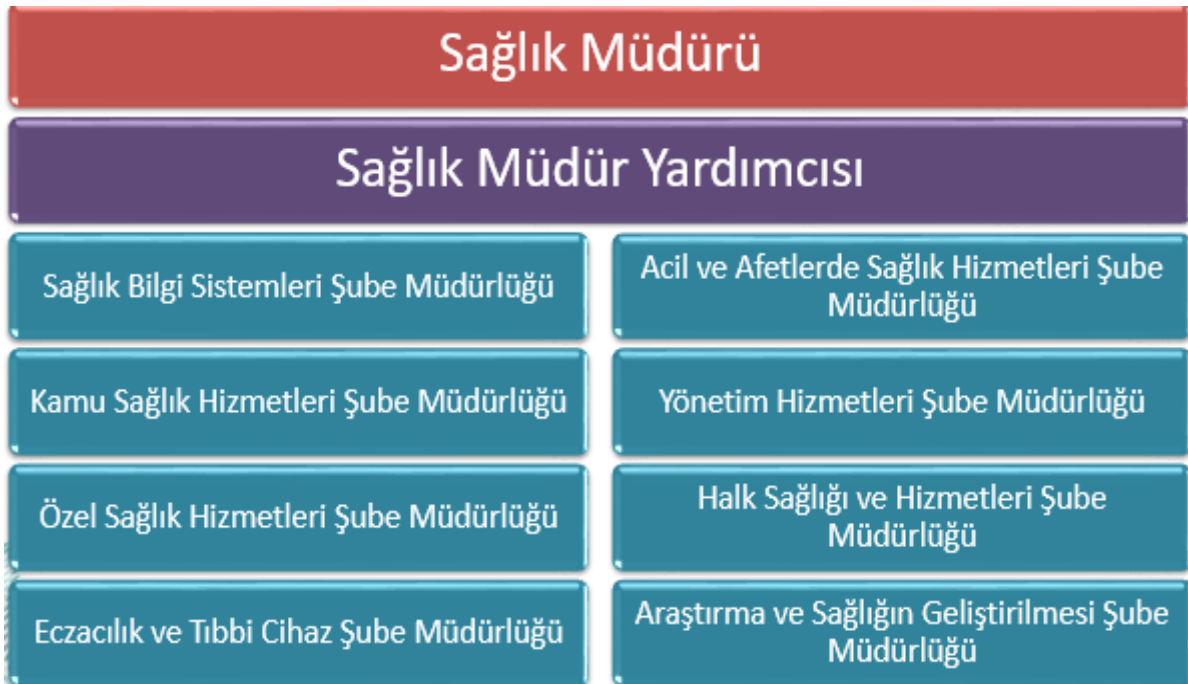 Sağlık Müdürü
Sağlık Müdür Yardımcısı
Sağlık Bilgi Sistemleri Şube Müdürlüğü
Acil ve Afetlerde Sağlık Hizmetleri Şube
Müdürlüğü
Kamu Sağlık Hizmetleri Şube Müdürlüğü
Yönetim Hizmetleri Şube Müdürlüğü
Özel Sağlık Hizmetleri Şube Müdürlüğü
Halk Sağlığı ve Hizmetleri Şube
Müdürlüğü
Eczacılık ve Tıbbi Cihaz Şube Müdürlüğü
Araştırma ve Sağlığın Geliştirilmesi Şube
Müdürlüğü